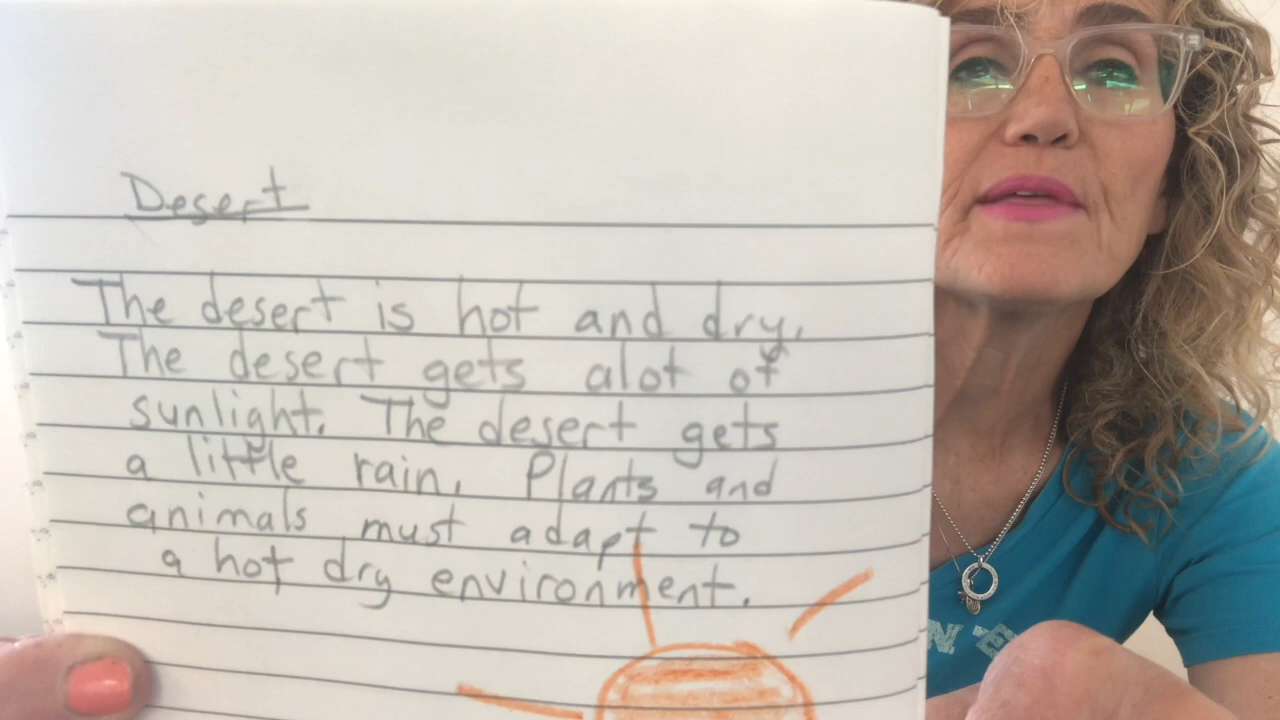 Desert
The desert is hot and dry.
The desert gets alot of
sunlight. The desert gets
a little rain. Plants and
animals must adapt to
a hot dry environment.